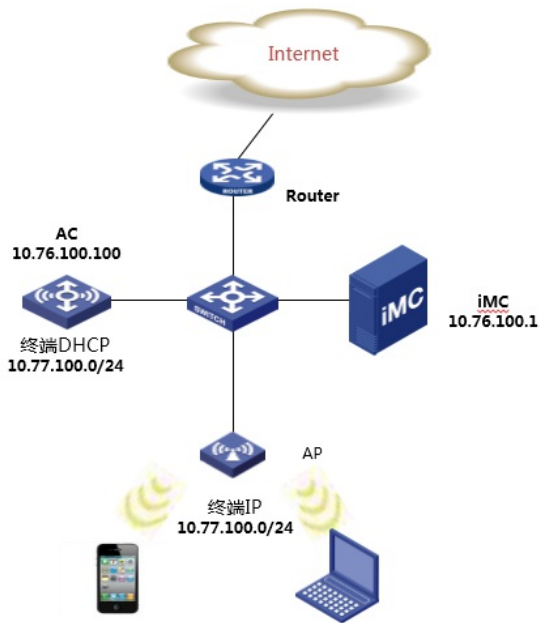 Internet
ROUTER
Router
AC
10.76.100.100
SWITCH
iMC
iMC
10.76.100.1
终端DHCP
10.77.100.0/24
AP
终端IP
10.77.100.0/24